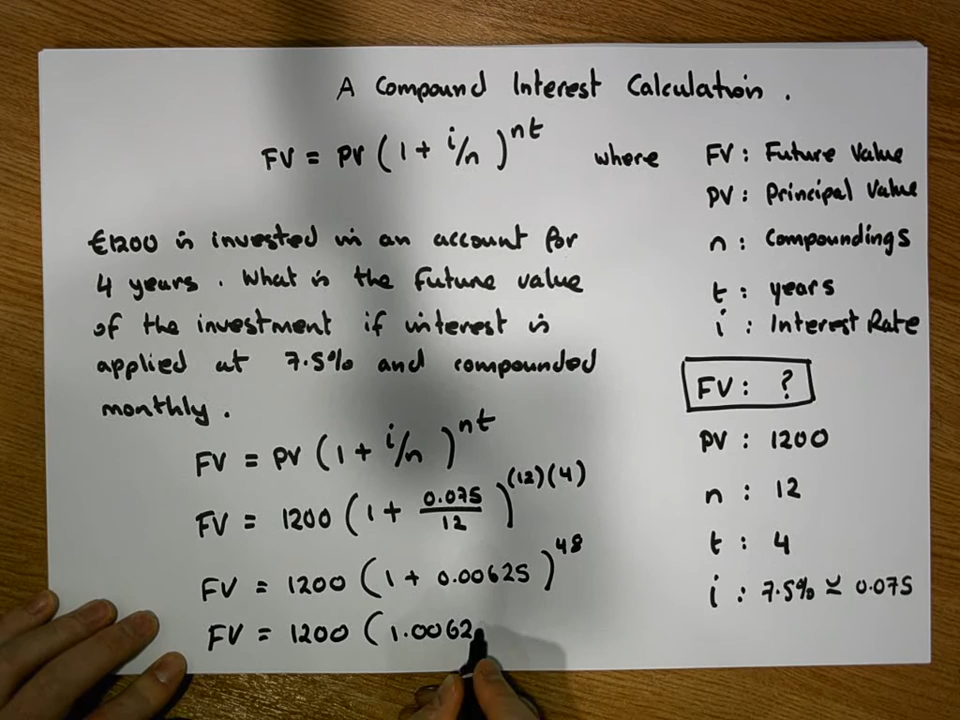 A Compound Interest Calculation.
FV = PV (1 + i/n)^nt where
FV : Future Value
PV : Principal Value
n : Compoundings
t : years
i : Interest Rate
€1200 is invested in an account for
4 years. What is the future value
of the investment if interest is
applied at 7.5% and compounded
monthly.
FV : ?
PV : 1200
n : 12
t : 4
i : 7.5% ≃ 0.075
FV = PV (1 + i/n)^nt
FV = 1200 (1 + 0.075/12)^(12)(4)
FV = 1200 (1 + 0.00625)^48
FV = 1200 (1.0062